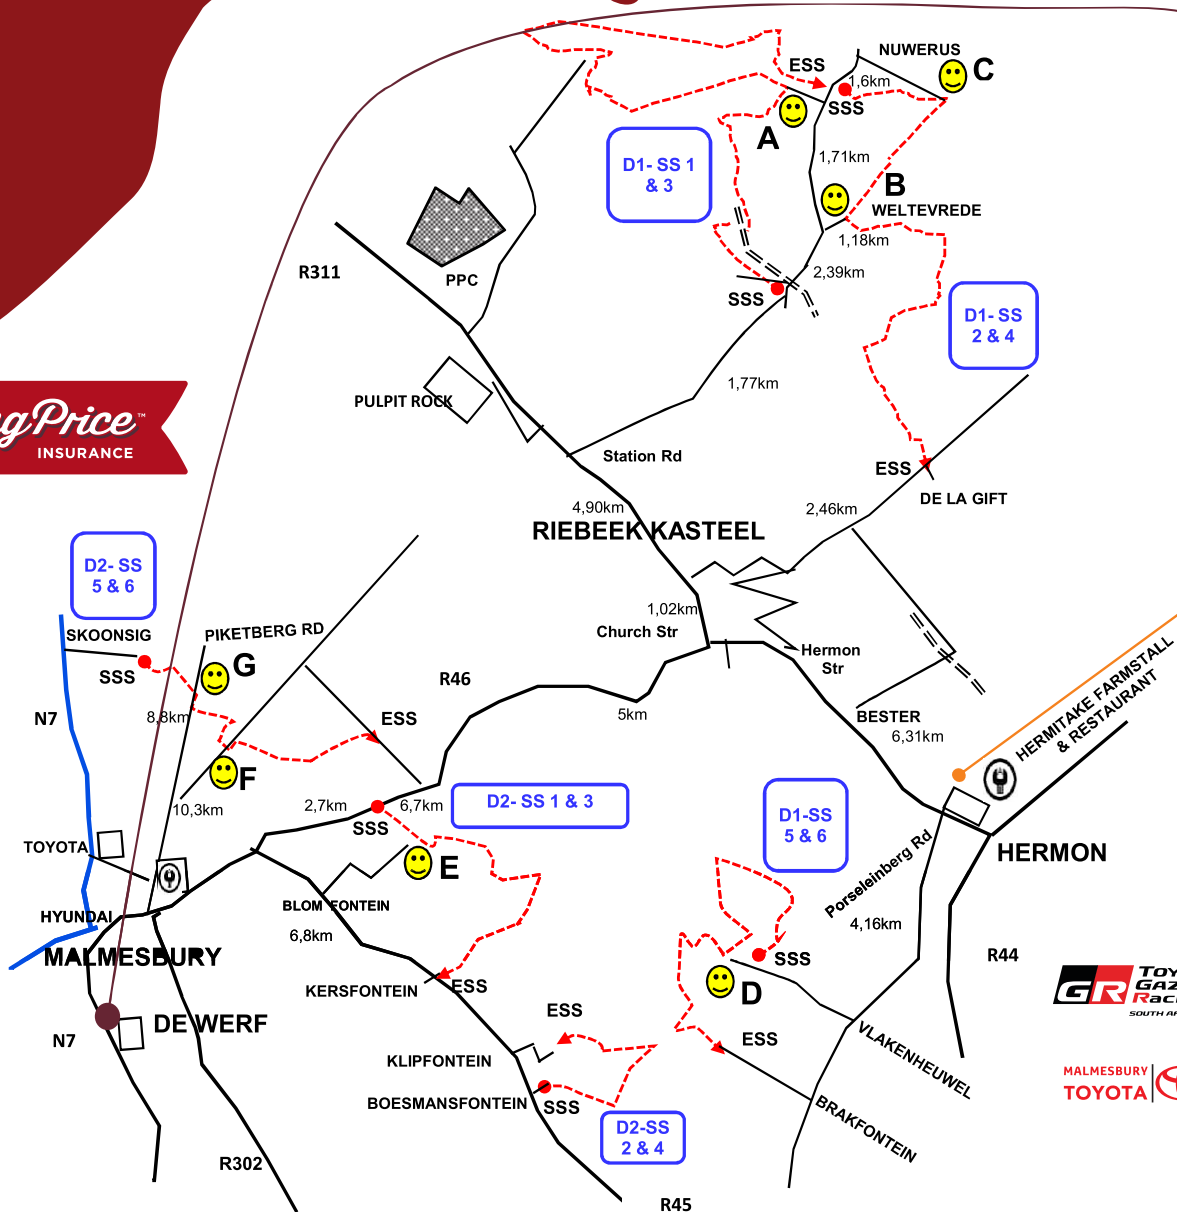 NUWERUS
C
ESS
1,6km
SSS
A
D1- SS 1
& 3
1,71km
B
WELTEVREDE
1,18km
R311
2,39km
PPC
SSS
D1- SS
2 & 4
1,77km
PULPIT ROCK
Price™
INSURANCE
Station Rd
ESS
DE LA GIFT
4,90km
2,46km
RIEBEEK KASTEEL
D2- SS
5 & 6
1,02km
Church Str
SKOONSIG
PIKETBERG RD
Hermon
Str
SSS
G
R46
HERMITAKE FARMSTALL
& RESTAURANT
N7
8,8km
ESS
5km
BESTER
6,31km
F
10,3km
2,7km
6,7km
D2- SS 1 & 3
SSS
D1-SS
5 & 6
TOYOTA
E
HERMON
Porseleinberg Rd
BLOM FONTEIN
HYUNDAI
6,8km
4,16km
MALMESBURY
SSS
R44
KERSFONTEIN
ESS
D
ESS
DE WERF
N7
ESS
KLIPFONTEIN
VLAKENHEUWEL
BOESMANSFONTEIN
SSS
BRAKFONTEIN
D2-SS
2 & 4
R302
R45
GR
SOUTH
MALMESBURY
TOYOTA